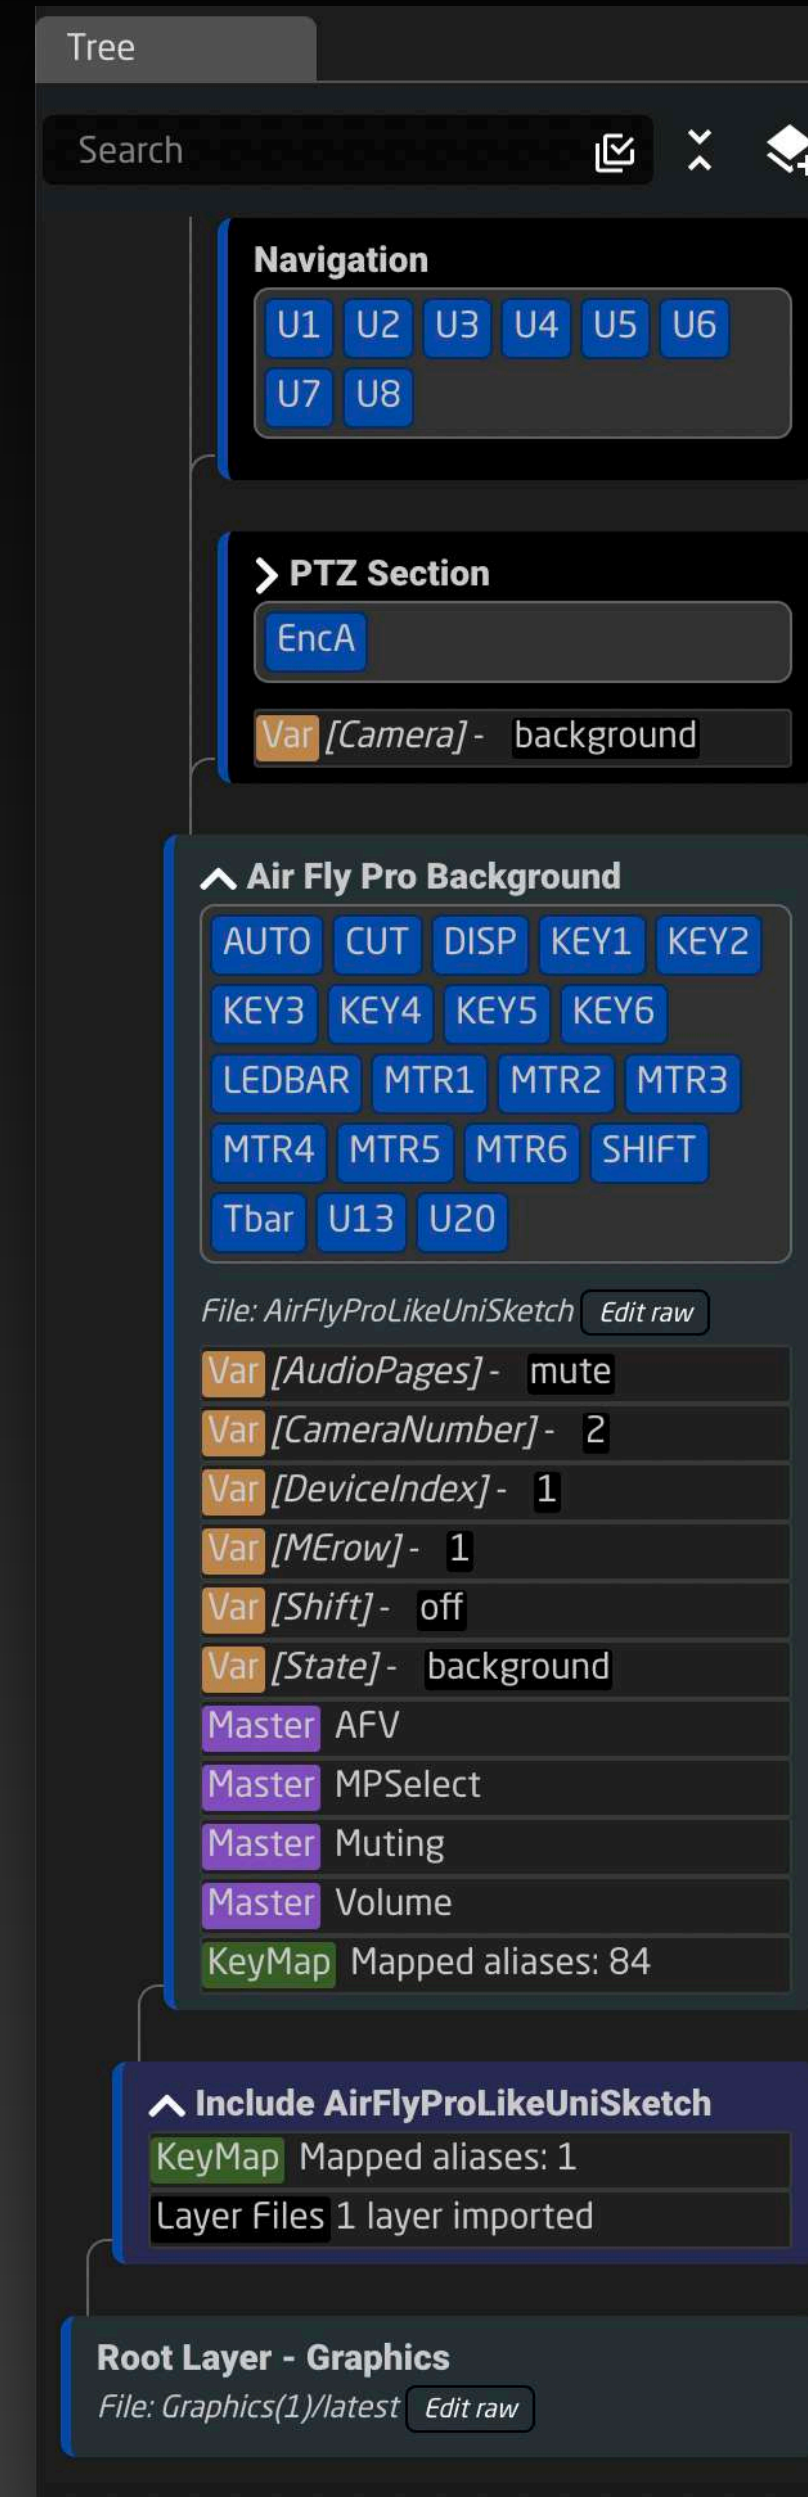 Tree
Search
Navigation
U1 U2 U3 U4 U5 U6
U7 U8
PTZ Section
EncA
Var [Camera] - background
Air Fly Pro Background
AUTO CUT DISP KEY1 KEY2
KEY3 KEY4 KEY5 KEY6
LEDBAR MTR1 MTR2 MTR3
MTR4 MTR5 MTR6 SHIFT
Tbar U13 U20
File: AirFlyProLikeUniSketch Edit raw
Var [AudioPages] - mute
Var [CameraNumber] - 2
Var [DeviceIndex] - 1
Var [MErow] - 1
Var [Shift] - off
Var [State] - background
Master AFV
Master MPSelect
Master Muting
Master Volume
KeyMap Mapped aliases: 84
Include AirFlyProLikeUniSketch
KeyMap Mapped aliases: 1
Layer Files 1 layer imported
Root Layer - Graphics
File: Graphics(1)/latest Edit raw